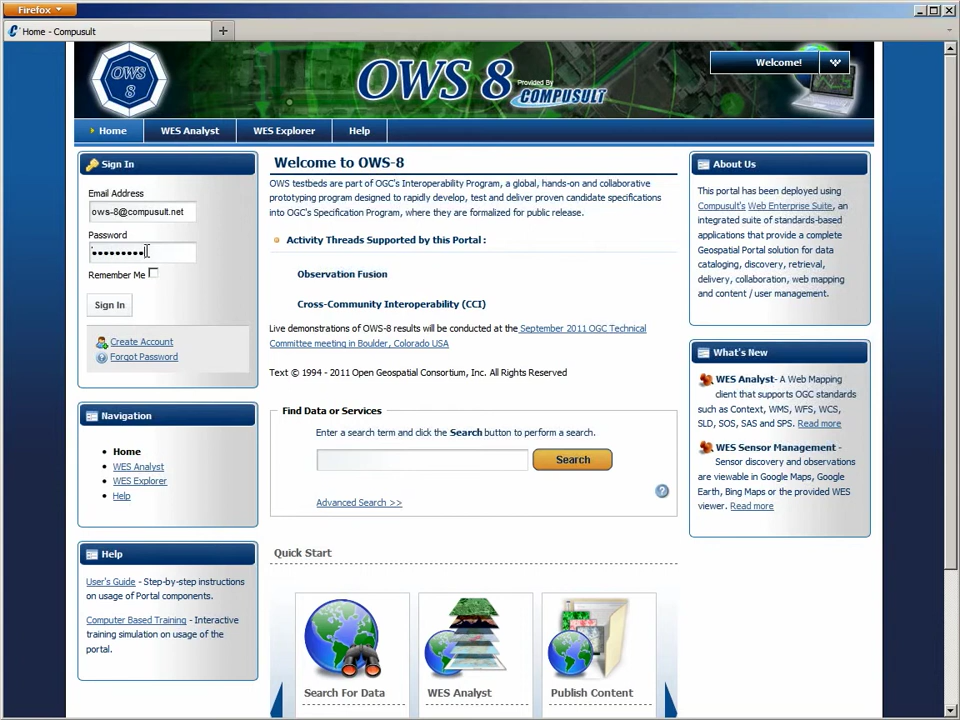 Firefox
Home - Compusult
OWS 8
OWS 8
Provided By
COMPUSULT
Welcome!
Home
WES Analyst
WES Explorer
Help
Sign In
Email Address
ows-8@compusult.net
Password
Remember Me
Sign In
Create Account
Forgot Password
Navigation
Home
WES Analyst
WES Explorer
Help
Help
User's Guide - Step-by-step instructions
on usage of Portal components.
Computer Based Training - Interactive
training simulation on usage of the
portal.
Welcome to OWS-8
OWS testbeds are part of OGC's Interoperability Program, a global, hands-on and collaborative
prototyping program designed to rapidly develop, test and deliver proven candidate specifications
into OGC's Specification Program, where they are formalized for public release.
Activity Threads Supported by this Portal :
Observation Fusion
Cross-Community Interoperability (CCI)
Live demonstrations of OWS-8 results will be conducted at the September 2011 OGC Technical
Committee meeting in Boulder, Colorado USA
Text © 1994 - 2011 Open Geospatial Consortium, Inc. All Rights Reserved
Find Data or Services
Enter a search term and click the Search button to perform a search.
Search
Advanced Search >>
Quick Start
Search For Data
WES Analyst
Publish Content
About Us
This portal has been deployed using
Compusult's Web Enterprise Suite, an
integrated suite of standards-based
applications that provide a complete
Geospatial Portal solution for data
cataloging, discovery, retrieval,
delivery, collaboration, web mapping
and content / user management.
What's New
WES Analyst- A Web Mapping
client that supports OGC standards
such as Context, WMS, WFS, WCS,
SLD, SOS, SAS and SPS. Read more
WES Sensor Management -
Sensor discovery and observations
are viewable in Google Maps, Google
Earth, Bing Maps or the provided WES
viewer. Read more